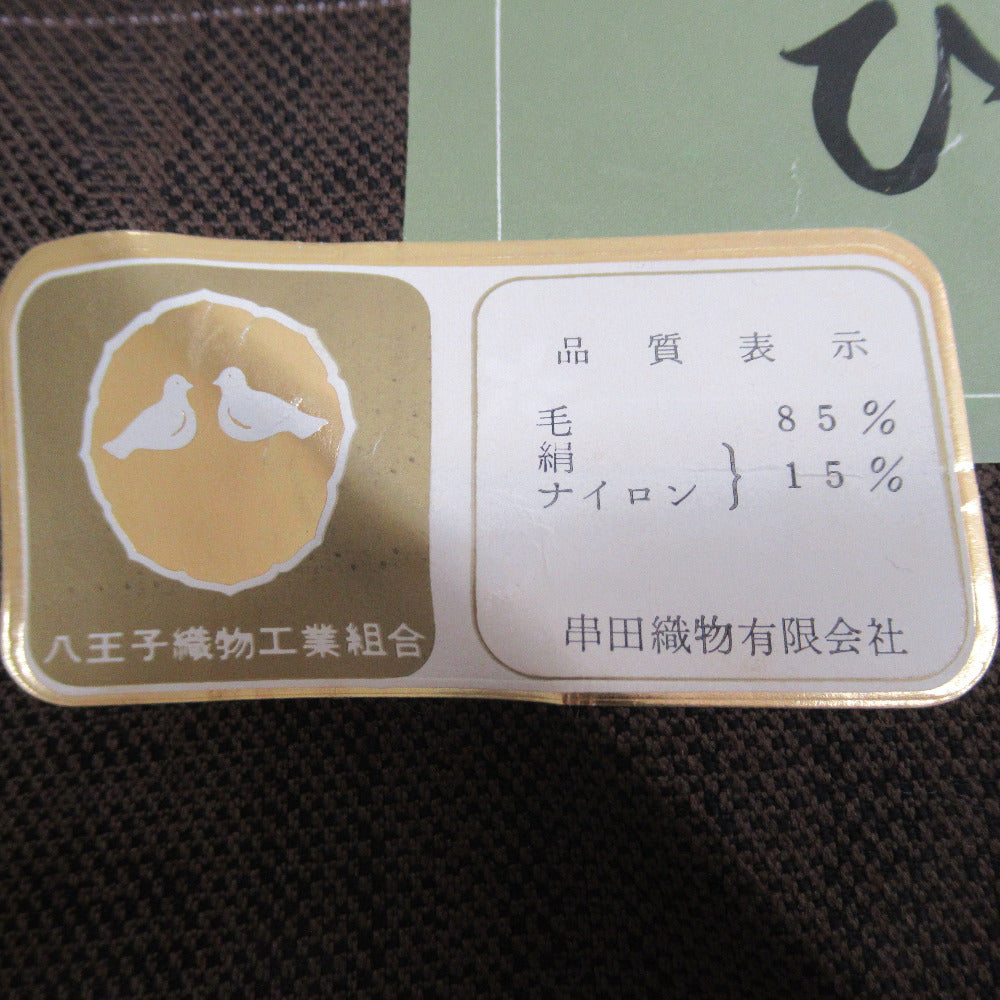 ひ
八王子織物工業組合
品質表示
毛 85%
絹
ナイロン } 15%
串田織物有限会社